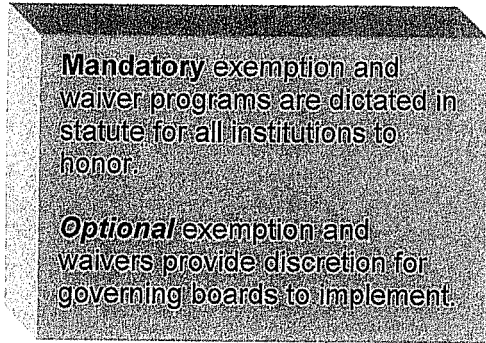 Mandatory exemption and
waiver programs are dictated in
statute for all institutions to
honor.
Optional exemption and
waivers provide discretion for
governing boards to implement.